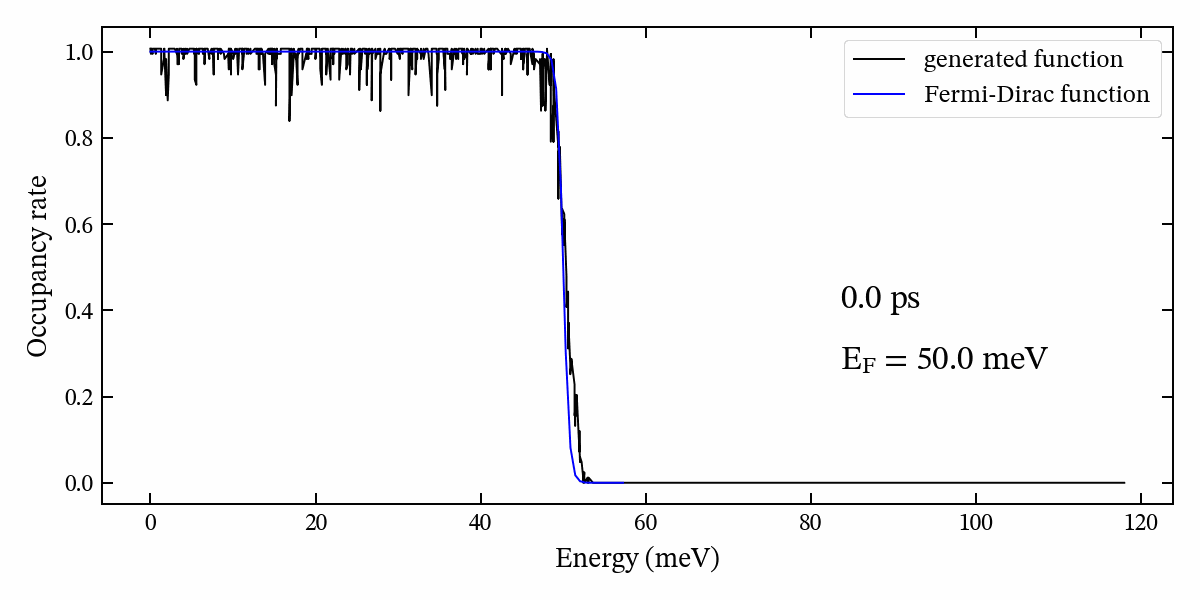 1.0
0.8
0.6
0.4
0.2
0.0
Occupancy rate
generated function
Fermi-Dirac function
0.0 ps
E_F = 50.0 meV
0 20 40 60 80 100 120
Energy (meV)